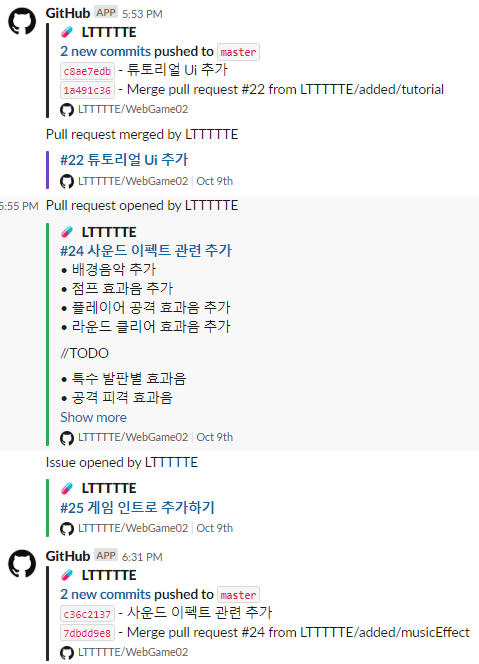 GitHub APP 5:53 PM
LTTTTTE
2 new commits pushed to master
c8ae7edb - 튜토리얼 Ui 추가
1a491c36 - Merge pull request #22 from LTTTTTE/added/tutorial
LTTTTTE/WebGame02
Pull request merged by LTTTTTE
#22 튜토리얼 Ui 추가
LTTTTTE/WebGame02 | Oct 9th
5:55 PM Pull request opened by LTTTTTE
LTTTTTE
#24 사운드 이펙트 관련 추가
• 배경음악 추가
• 점프 효과음 추가
• 플레이어 공격 효과음 추가
• 라운드 클리어 효과음 추가
//TODO
• 특수 발판별 효과음
• 공격 피격 효과음
Show more
LTTTTTE/WebGame02 | Oct 9th
Issue opened by LTTTTTE
LTTTTTE
#25 게임 인트로 추가하기
LTTTTTE/WebGame02 | Oct 9th
GitHub APP 6:31 PM
LTTTTTE
2 new commits pushed to master
c36c2137 - 사운드 이펙트 관련 추가
7dbdd9e8 - Merge pull request #24 from LTTTTTE/added/musicEffect
LTTTTTE/WebGame02